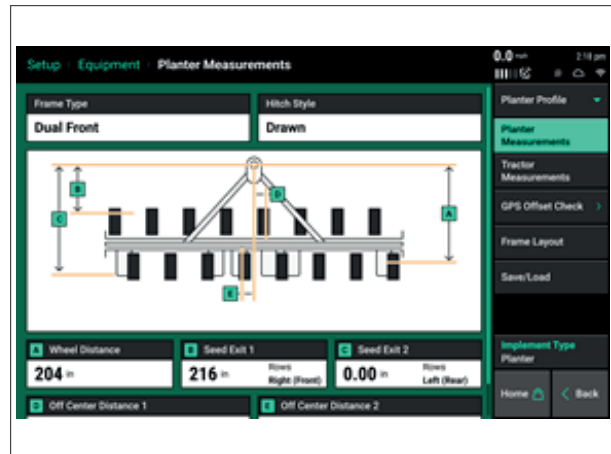 Setup Equipment Planter Measurements
0.0 mph 2:18 pm
Frame Type
Dual Front
Hitch Style
Drawn
B
C
D
A
E
A Wheel Distance
204 in
B Seed Exit 1
216 in Rows Right (Front)
C Seed Exit 2
0.00 in Rows Left (Rear)
D Off Center Distance 1
E Off Center Distance 2
Planter Profile
Planter
Measurements
Tractor
Measurements
GPS Offset Check
Frame Layout
Save/Load
Implement Type
Planter
Home
Back